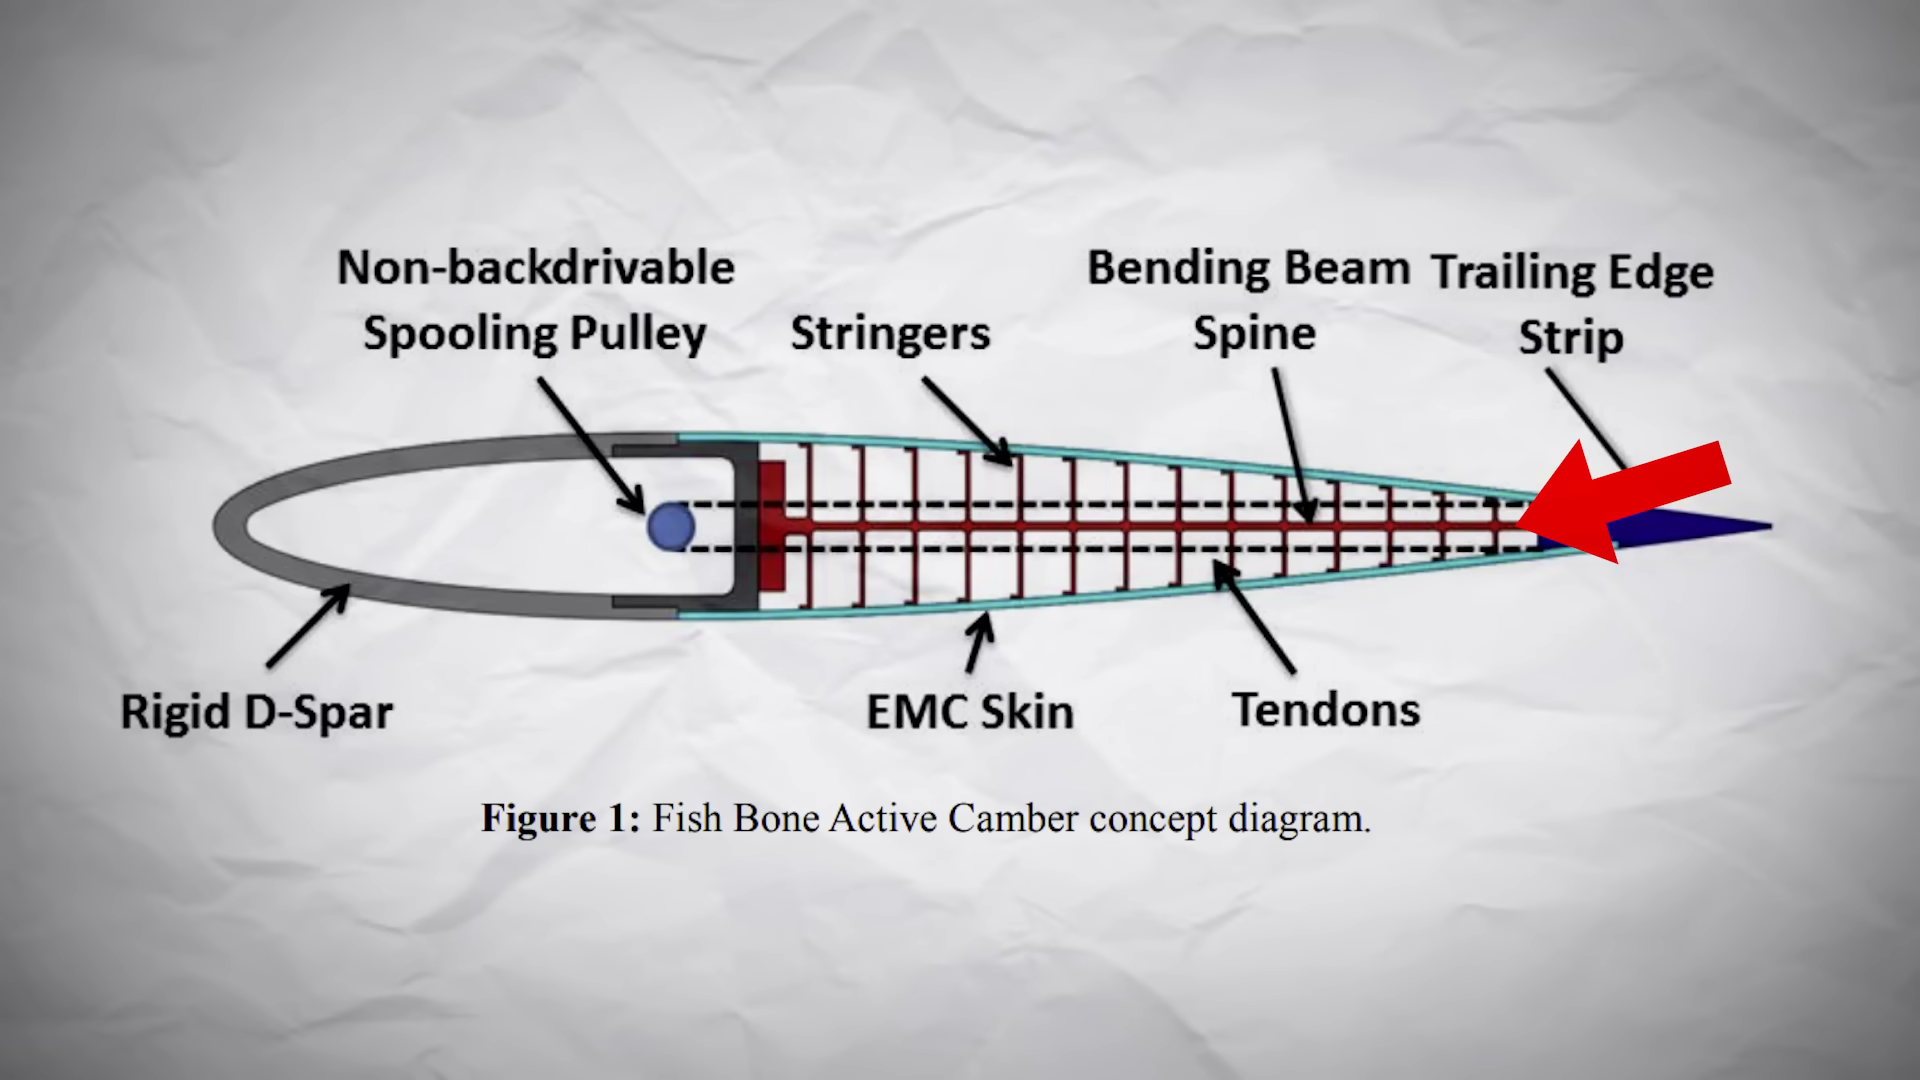 Non-backdrivable
Spooling Pulley
Stringers
Bending Beam
Spine
Trailing Edge
Strip
Rigid D-Spar
EMC Skin
Tendons
Figure 1: Fish Bone Active Camber concept diagram.